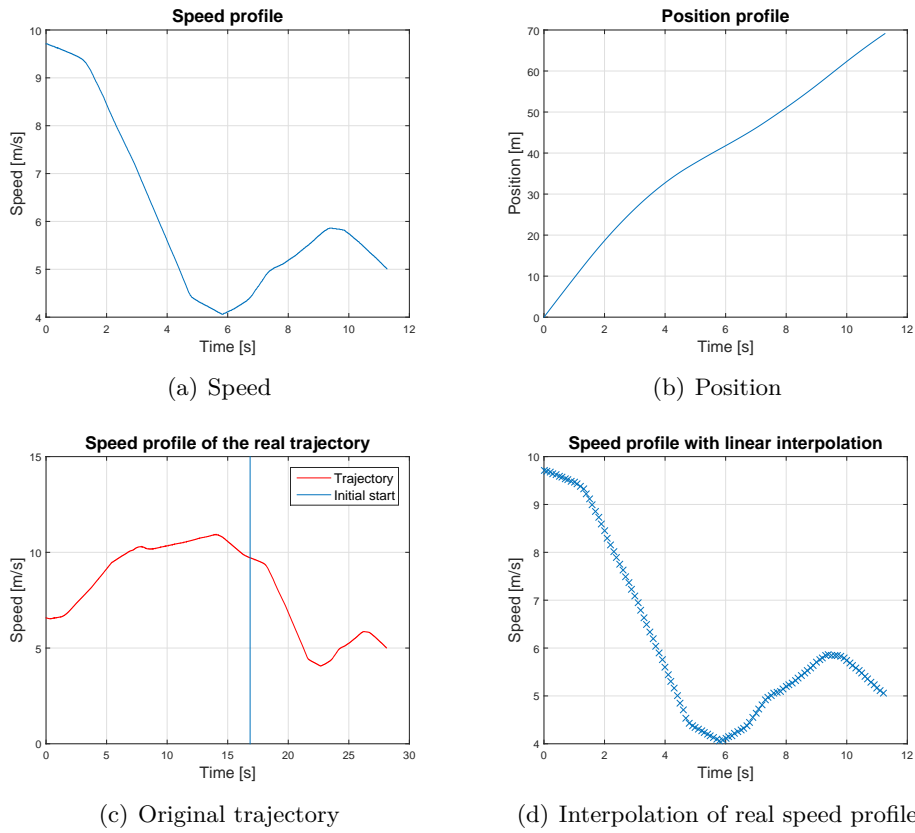 Speed profile
10
9
8
7
6
5
4
Speed [m/s]
0 2 4 6 8 10 12
Time [s]
(a) Speed
Position profile
70
60
50
40
30
20
10
0
Position [m]
0 2 4 6 8 10 12
Time [s]
(b) Position
Speed profile of the real trajectory
15
10
5
0
Speed [m/s]
Trajectory
Initial start
0 5 10 15 20 25 30
Time [s]
(c) Original trajectory
Speed profile with linear interpolation
10
9
8
7
6
5
4
Speed [m/s]
0 2 4 6 8 10 12
Time [s]
(d) Interpolation of real speed profile